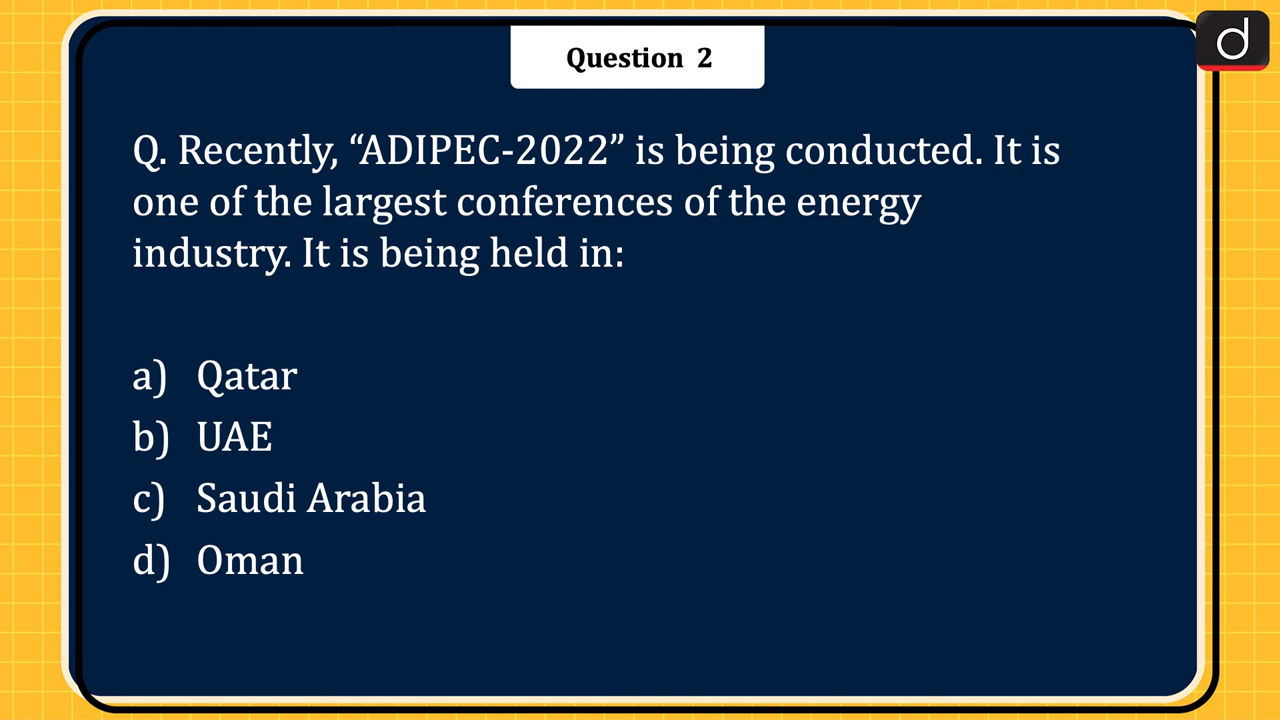 d
Question 2
Q. Recently, “ADIPEC-2022” is being conducted. It is
one of the largest conferences of the energy
industry. It is being held in:
a) Qatar
b) UAE
c) Saudi Arabia
d) Oman